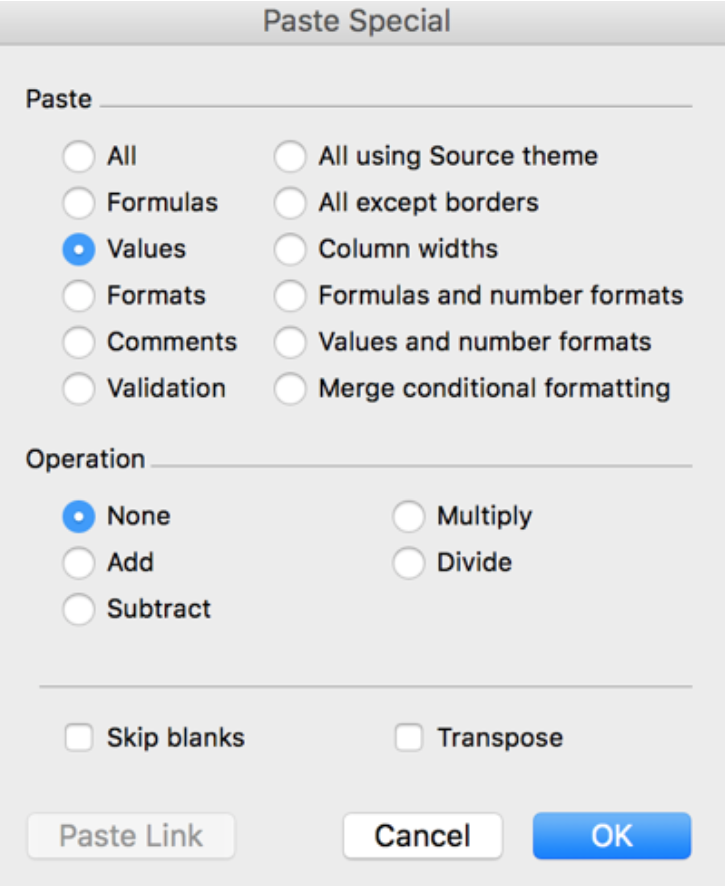 Paste Special
Paste
All
All using Source theme
Formulas
All except borders
Values
Column widths
Formats
Formulas and number formats
Comments
Values and number formats
Validation
Merge conditional formatting
Operation
None
Multiply
Add
Divide
Subtract
Skip blanks
Transpose
Paste Link
Cancel
OK